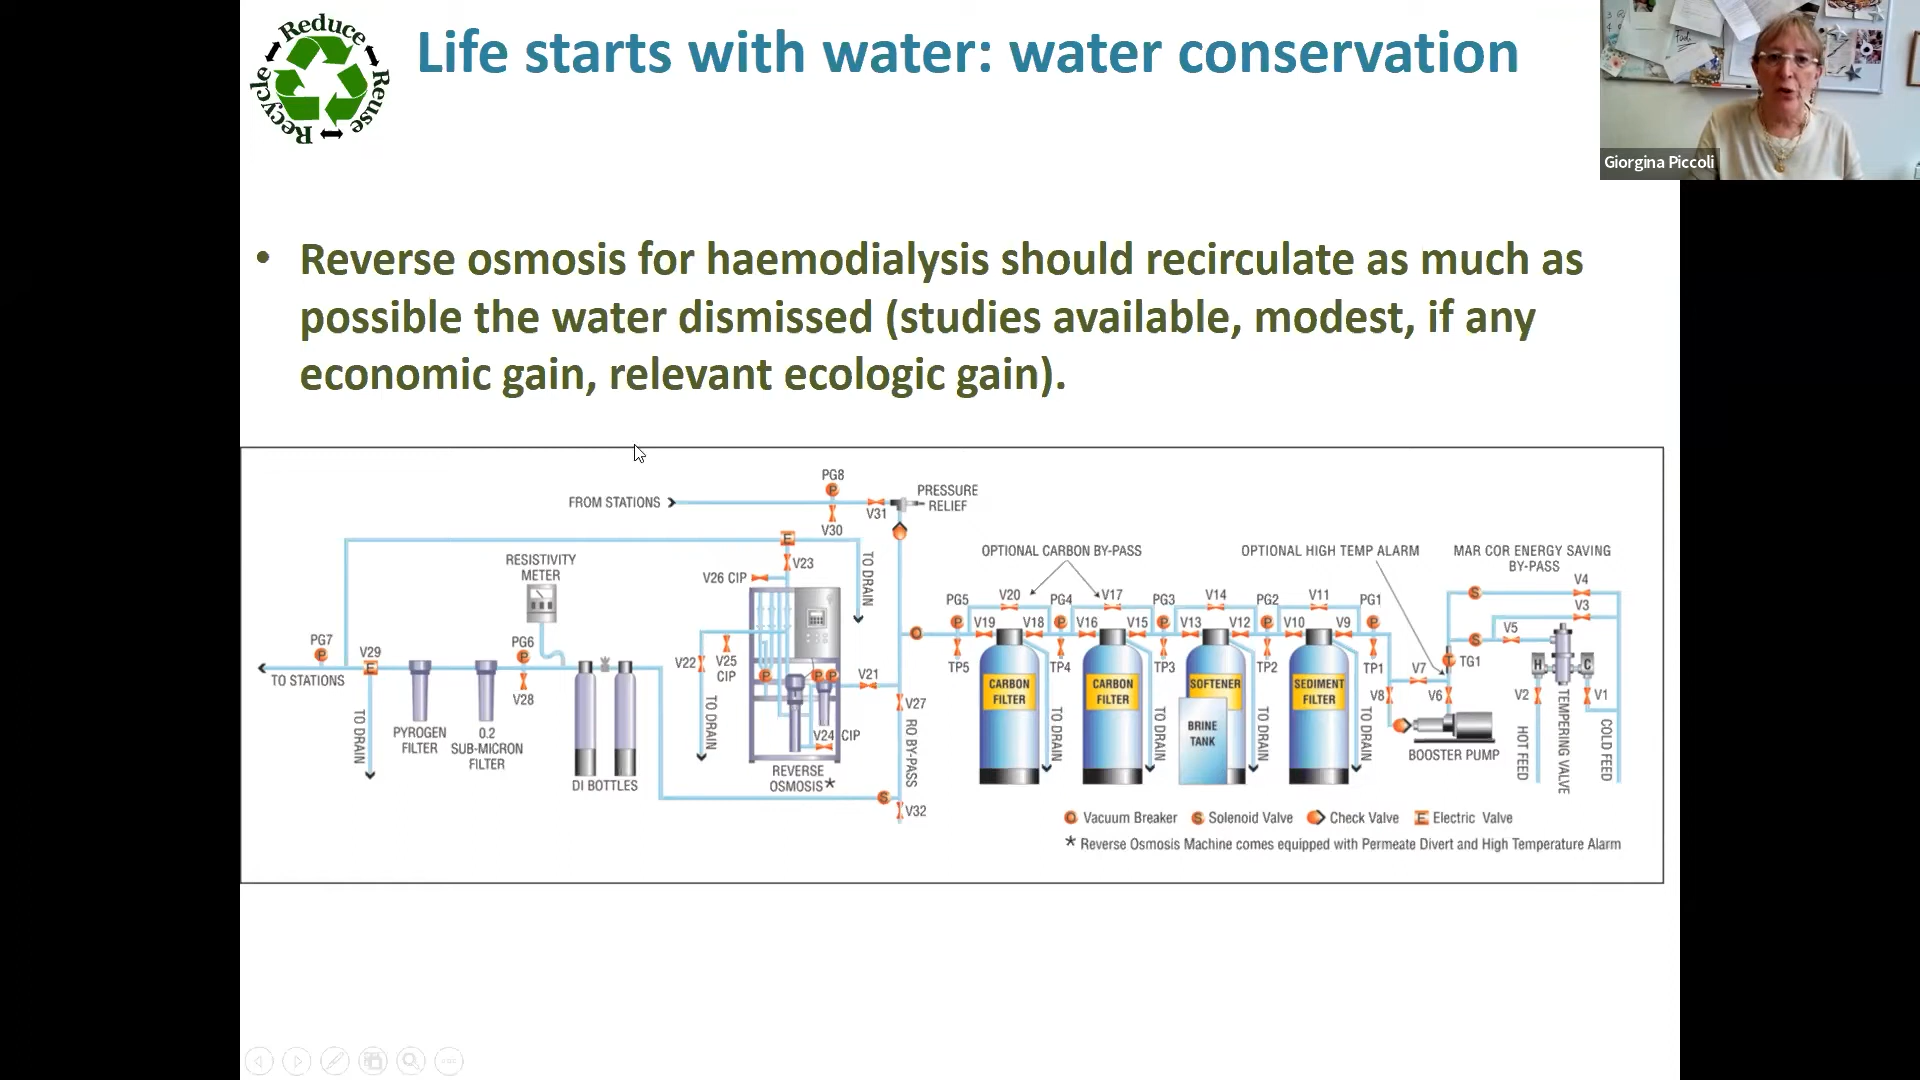 Reduce
Reuse
Recycle
Life starts with water: water conservation
Giorgina Piccoli
• Reverse osmosis for haemodialysis should recirculate as much as
possible the water dismissed (studies available, modest, if any
economic gain, relevant ecologic gain).
PG8
P
FROM STATIONS
V31
PRESSURE
RELIEF
V30
E
V23
V26 CIP
TO DRAIN
RESISTIVITY
METER
OPTIONAL CARBON BY-PASS
OPTIONAL HIGH TEMP ALARM
MAR COR ENERGY SAVING
BY-PASS
V4
S
V3
PG5
V20
PG4
V17
PG3
V14
PG2
V11
PG1
P
P
P
P
P
V19
V18
V16
V15
V13
V12
V10
V9
V5
S
PG7
P
V29
E
PG6
P
V28
TO STATIONS
V22
V25
CIP
P
P
P
V21
V27
O
TP5
TP4
TP3
TP2
TP1
V7
TG1
T
H
C
V8
V6
V2
V1
CARBON
FILTER
CARBON
FILTER
SOFTENER
SEDIMENT
FILTER
BRINE
TANK
TO DRAIN
PYROGEN
FILTER
0.2
SUB-MICRON
FILTER
DI BOTTLES
TO DRAIN
V24 CIP
REVERSE
OSMOSIS*
RO BY-PASS
S
V32
TO DRAIN
TO DRAIN
TO DRAIN
TO DRAIN
BOOSTER PUMP
HOT FEED
TEMPERING VALVE
COLD FEED
O Vacuum Breaker S Solenoid Valve Check Valve E Electric Valve
* Reverse Osmosis Machine comes equipped with Permeate Divert and High Temperature Alarm